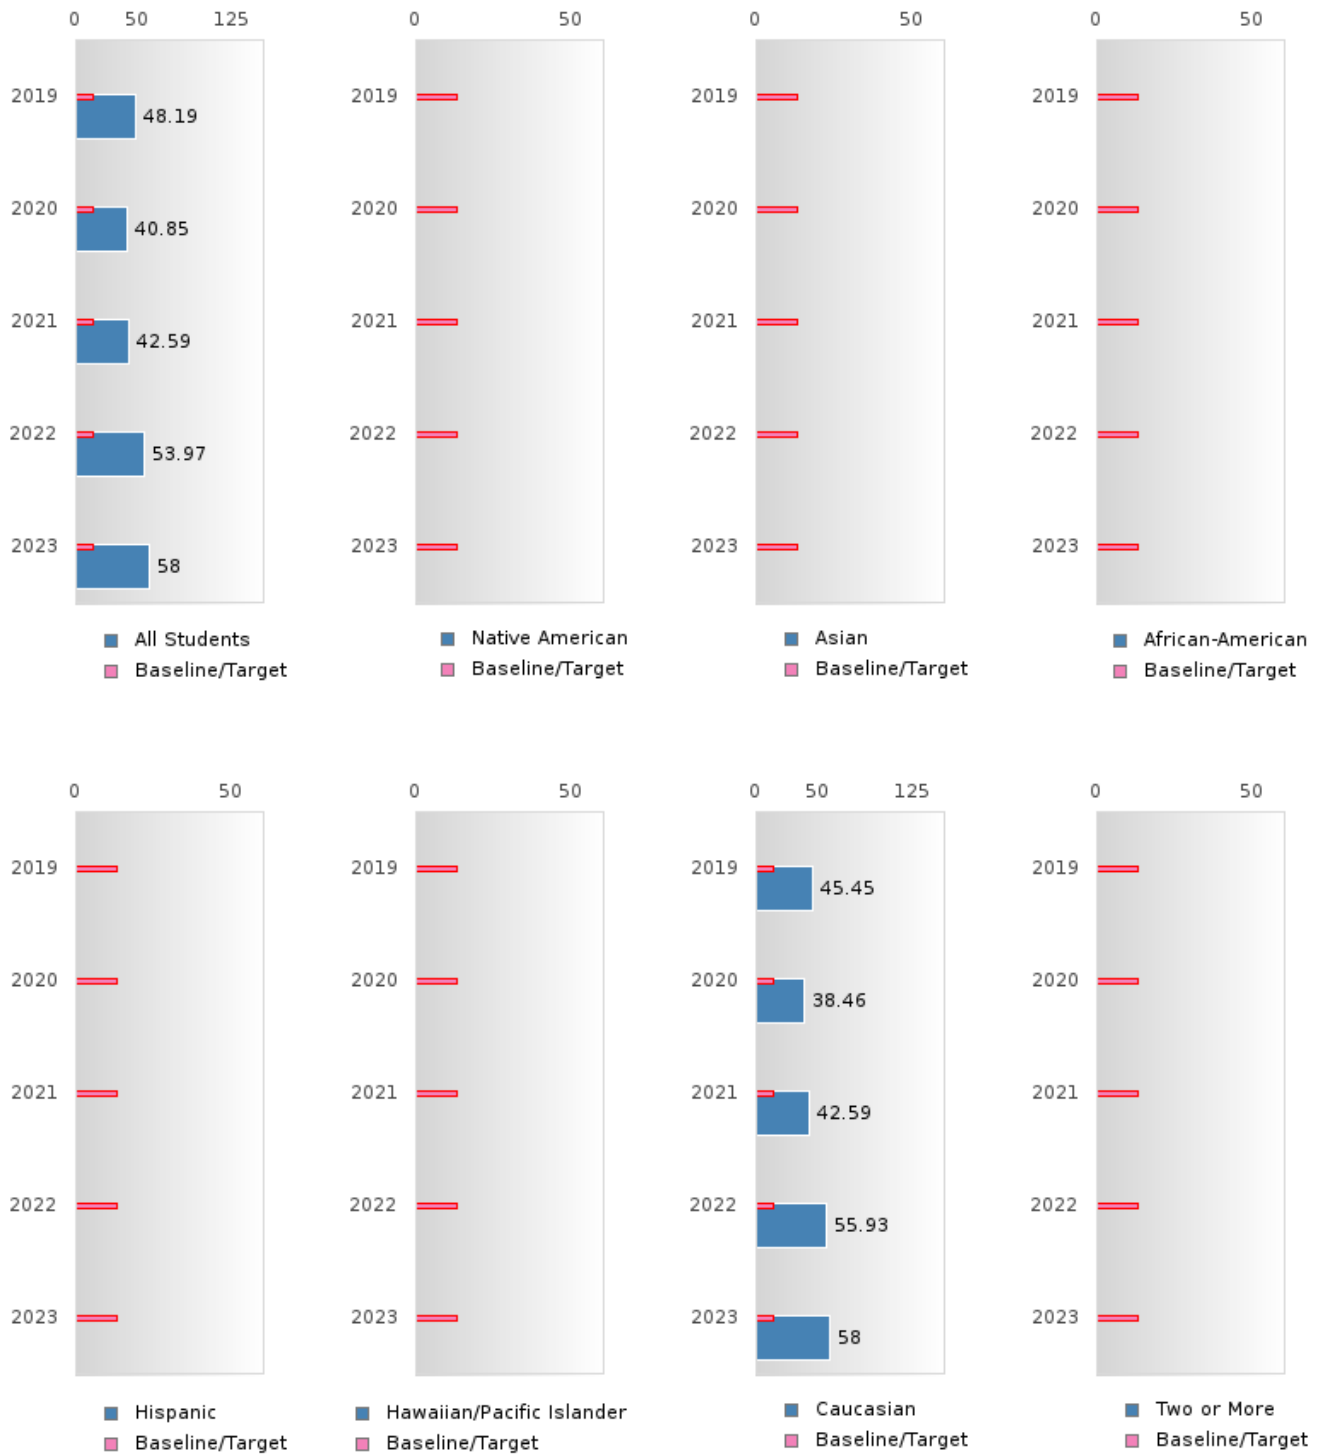 0 50 125
2019 48.19
2020 40.85
2021 42.59
2022 53.97
2023 58
All Students
Baseline/Target
0 50
2019
2020
2021
2022
2023
Native American
Baseline/Target
0 50
2019
2020
2021
2022
2023
Asian
Baseline/Target
0 50
2019
2020
2021
2022
2023
African-American
Baseline/Target
0 50
2019
2020
2021
2022
2023
Hispanic
Baseline/Target
0 50
2019
2020
2021
2022
2023
Hawaiian/Pacific Islander
Baseline/Target
0 50 125
2019 45.45
2020 38.46
2021 42.59
2022 55.93
2023 58
Caucasian
Baseline/Target
0 50
2019
2020
2021
2022
2023
Two or More
Baseline/Target